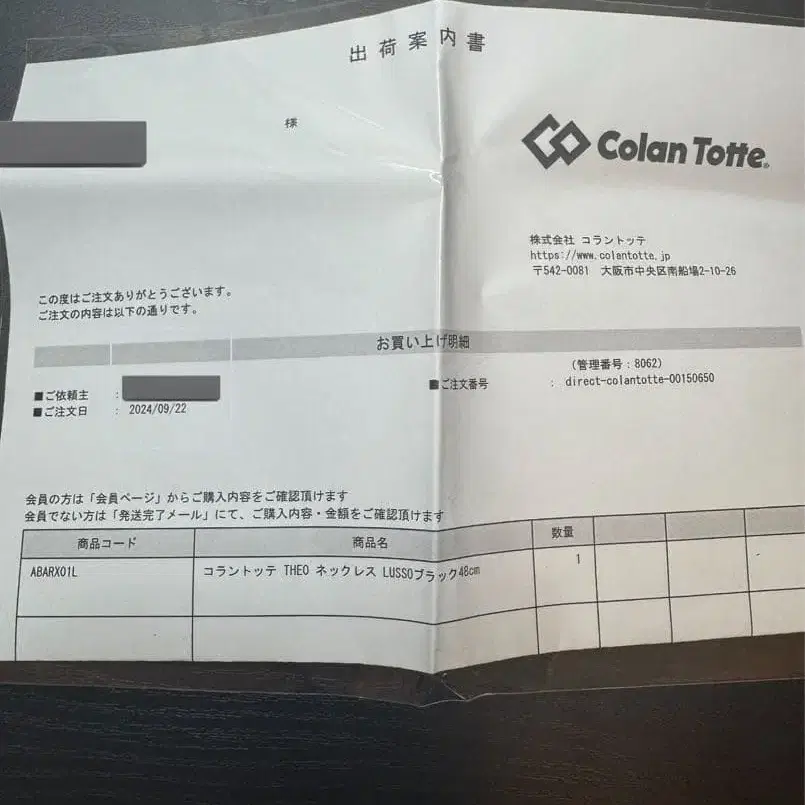 出荷案内書
様
Colan Totte®
株式会社 コラントッテ
https://www.colantotte.jp
〒542-0081 大阪市中央区南船場2-10-26
この度はご注文ありがとうございます。
ご注文の内容は以下の通りです。
お買い上げ明細
(管理番号:8062)
■ご依頼主 :
■ご注文番号 : direct-colantotte-00150650
■ご注文日 : 2024/09/22
会員の方は「会員ページ」からご購入内容をご確認頂けます
会員でない方は「発送完了メール」にて、ご購入内容・金額をご確認頂けます
商品コード 商品名 数量
ABARX01L コラントッテ THEO ネックレス LUSSOブラック48cm 1